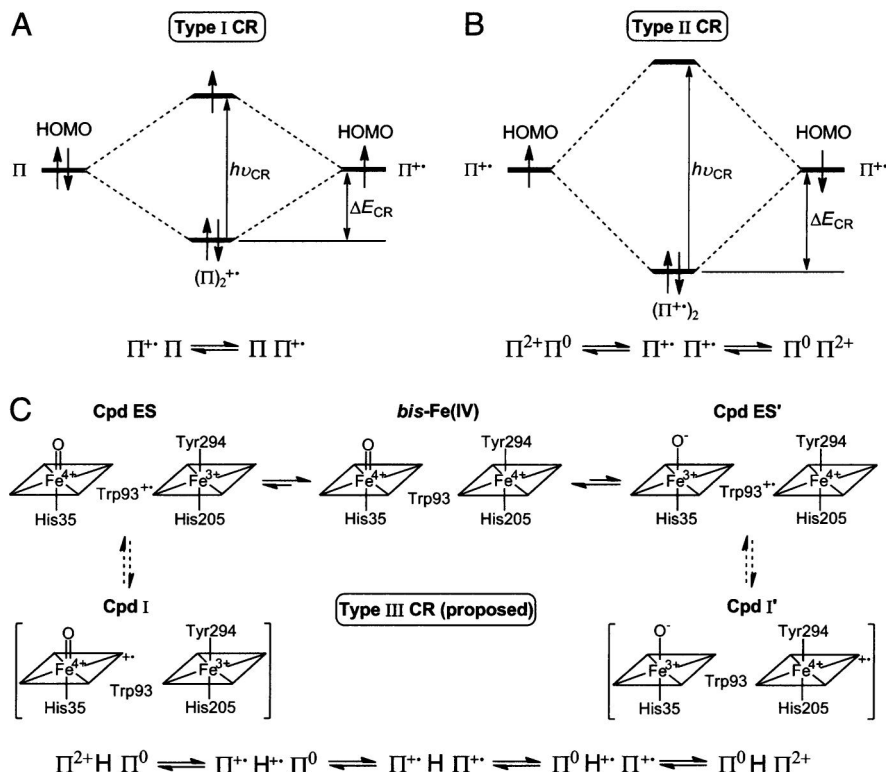 A
Type I CR
HOMO
HOMO
Π
Π⁺•
hνCR
ΔECR
(Π)₂⁺•
Π⁺• Π ⇌ Π Π⁺•
B
Type II CR
HOMO
HOMO
Π⁺•
Π⁺•
hνCR
ΔECR
(Π⁺•)₂
Π²⁺Π⁰ ⇌ Π⁺• Π⁺• ⇌ Π⁰ Π²⁺
C
Cpd ES
bis-Fe(IV)
Cpd ES'
O
Tyr294
O
Tyr294
O⁻
Tyr294
Fe⁴⁺
Fe³⁺
Fe⁴⁺
Fe⁴⁺
Fe³⁺
Fe⁴⁺
Trp93⁺•
Trp93
Trp93⁺•
His35
His205
His35
His205
His35
His205
Cpd I
Type III CR (proposed)
Cpd I'
O
Tyr294
O⁻
Tyr294
Fe⁴⁺
+•
Fe³⁺
Fe³⁺
Fe⁴⁺
+•
Trp93
Trp93
His35
His205
His35
His205
Π²⁺H Π⁰ ⇌ Π⁺• H⁺• Π⁰ ⇌ Π⁺• H Π⁺• ⇌ Π⁰ H⁺• Π⁺• ⇌ Π⁰ H Π²⁺